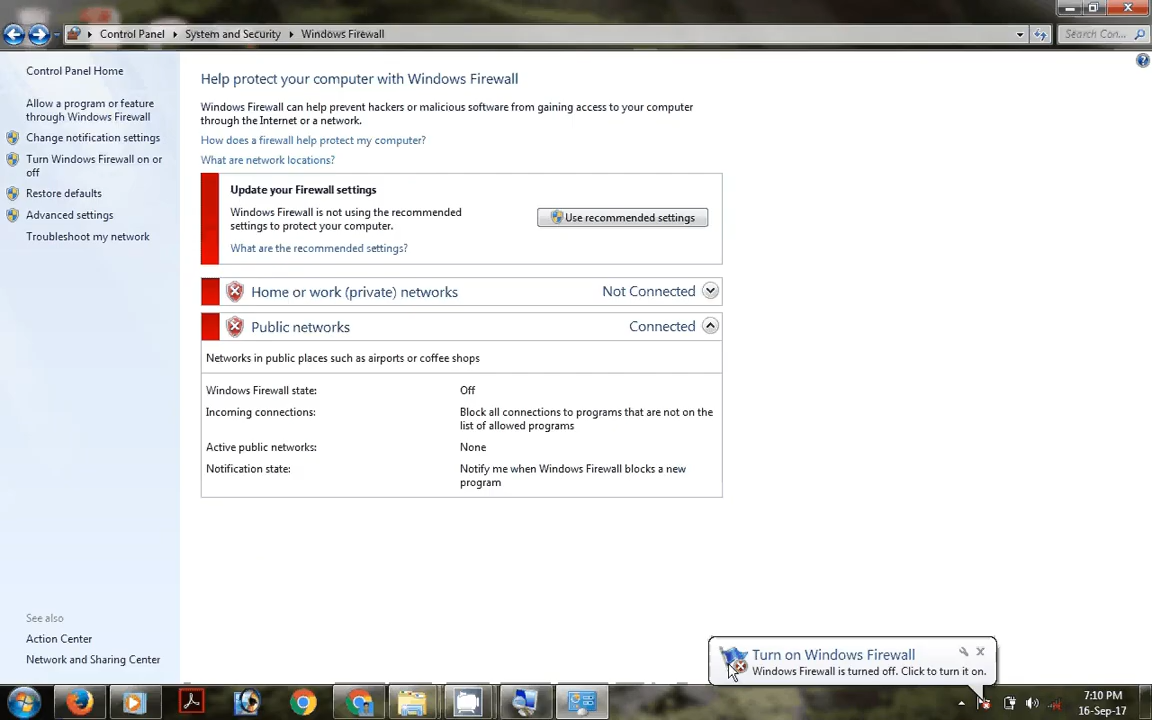 Control Panel System and Security Windows Firewall
Search Con...
Control Panel Home
Allow a program or feature
through Windows Firewall
Change notification settings
Turn Windows Firewall on or
off
Restore defaults
Advanced settings
Troubleshoot my network
See also
Action Center
Network and Sharing Center
Help protect your computer with Windows Firewall
Windows Firewall can help prevent hackers or malicious software from gaining access to your computer
through the Internet or a network.
How does a firewall help protect my computer?
What are network locations?
Update your Firewall settings
Windows Firewall is not using the recommended
settings to protect your computer.
Use recommended settings
What are the recommended settings?
Home or work (private) networks Not Connected
Public networks Connected
Networks in public places such as airports or coffee shops
Windows Firewall state: Off
Incoming connections: Block all connections to programs that are not on the
list of allowed programs
Active public networks: None
Notification state: Notify me when Windows Firewall blocks a new
program
Turn on Windows Firewall
Windows Firewall is turned off. Click to turn it on.
7:10 PM
16-Sep-17